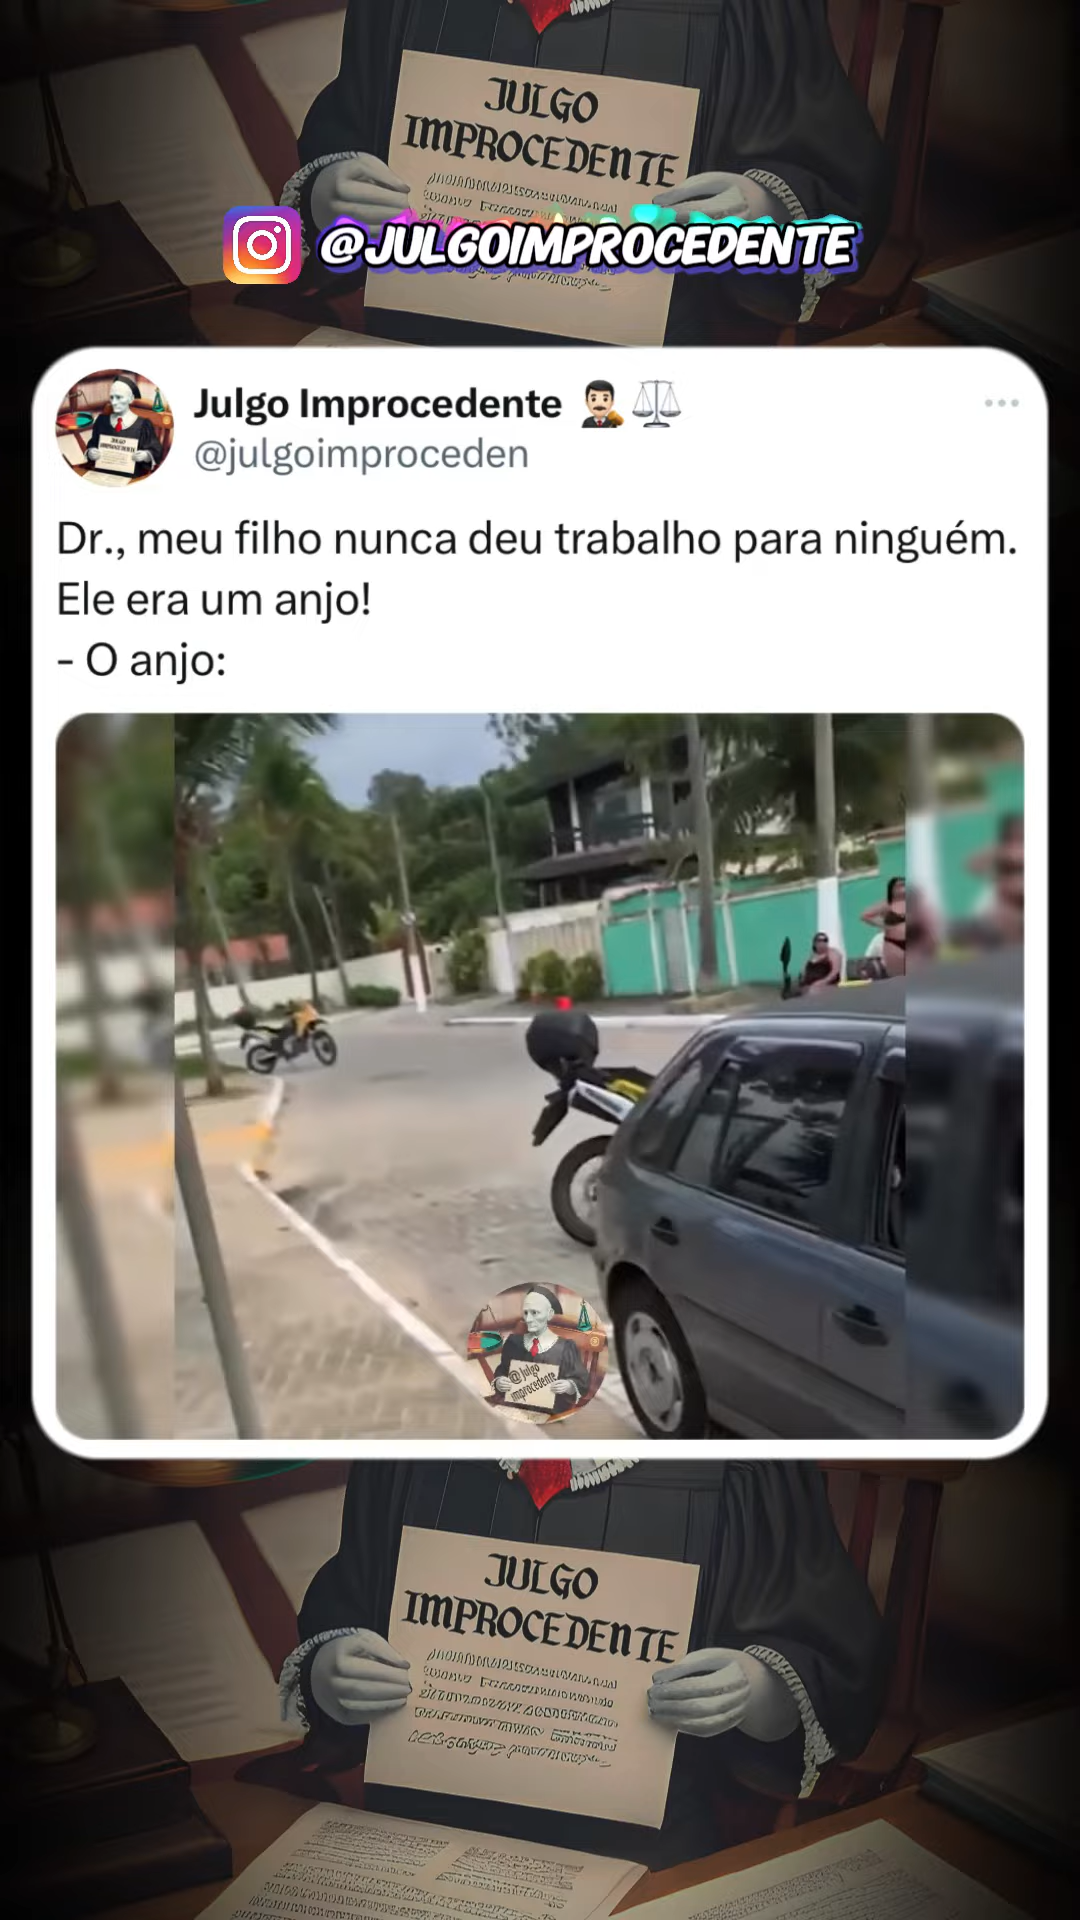 JULGO
IMPROCEDENTE
@JULGOIMPROCEDENTE
Julgo Improcedente
@julgoimproceden
Dr., meu filho nunca deu trabalho para ninguém.
Ele era um anjo!
- O anjo:
@julgo
improcedente
JULGO
IMPROCEDENTE